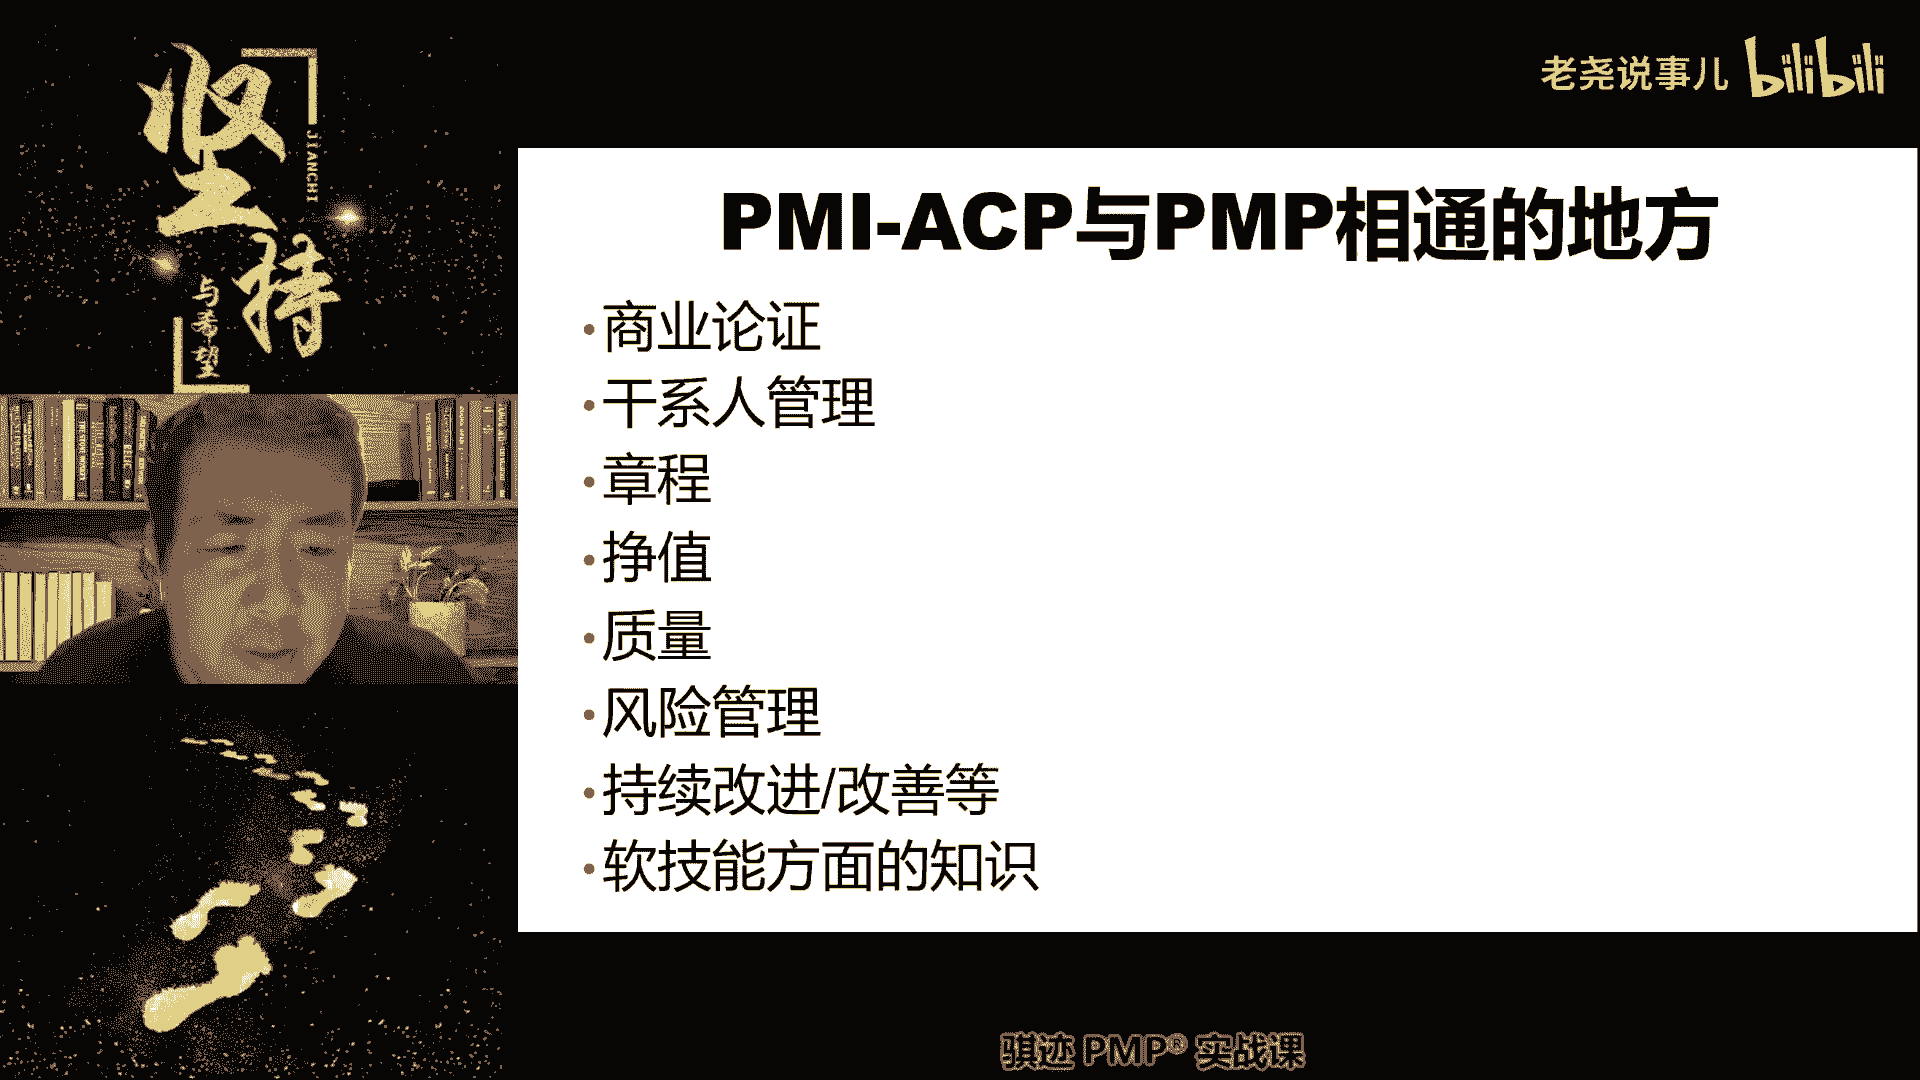 坚持
JIANCHI
与希望
老尧说事儿 bilibili
PMI-ACP与PMP相通的地方
•商业论证
•干系人管理
•章程
•挣值
•质量
•风险管理
•持续改进/改善等
•软技能方面的知识
骐迹 PMP® 实战课